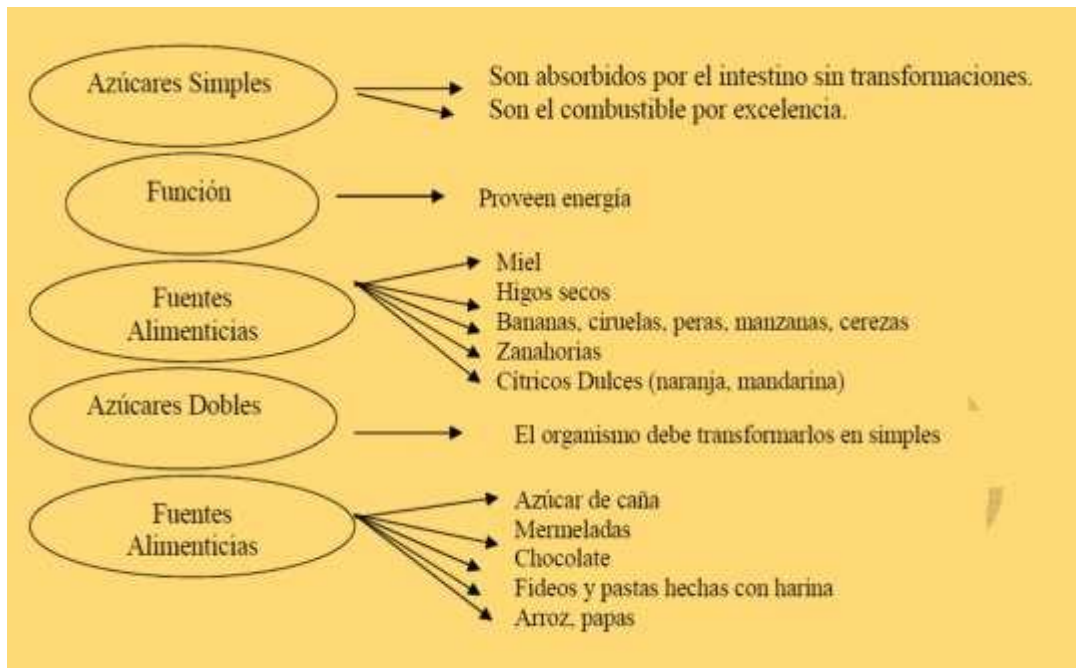 Azúcares Simples
Son absorbidos por el intestino sin transformaciones.
Son el combustible por excelencia.
Función
Proveen energía
Fuentes
Alimenticias
Miel
Higos secos
Bananas, ciruelas, peras, manzanas, cerezas
Zanahorias
Cítricos Dulces (naranja, mandarina)
Azúcares Dobles
El organismo debe transformarlos en simples
Fuentes
Alimenticias
Azúcar de caña
Mermeladas
Chocolate
Fideos y pastas hechas con harina
Arroz, papas